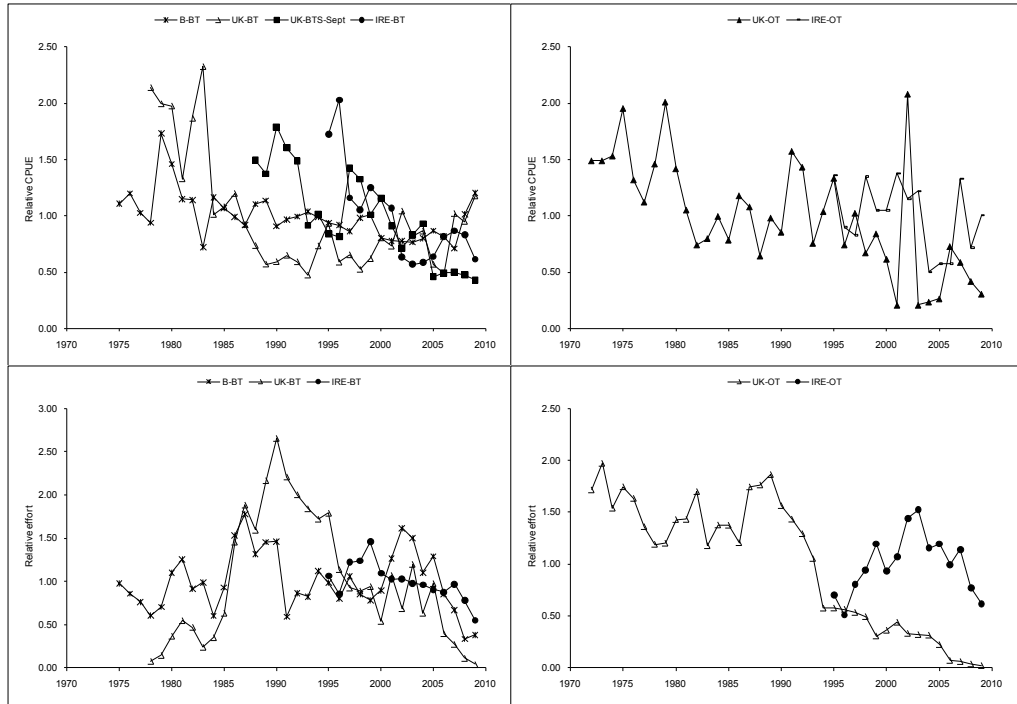 B-BT UK-BT UK-BTS-Sept IRE-BT
2.50
2.00
1.50
1.00
0.50
0.00
Relative CPUE
1970 1975 1980 1985 1990 1995 2000 2005 2010
UK-OT IRE-OT
2.50
2.00
1.50
1.00
0.50
0.00
Relative CPUE
1970 1975 1980 1985 1990 1995 2000 2005 2010
B-BT UK-BT IRE-BT
3.00
2.50
2.00
1.50
1.00
0.50
0.00
Relative effort
1970 1975 1980 1985 1990 1995 2000 2005 2010
UK-OT IRE-OT
2.50
2.00
1.50
1.00
0.50
0.00
Relative effort
1970 1975 1980 1985 1990 1995 2000 2005 2010